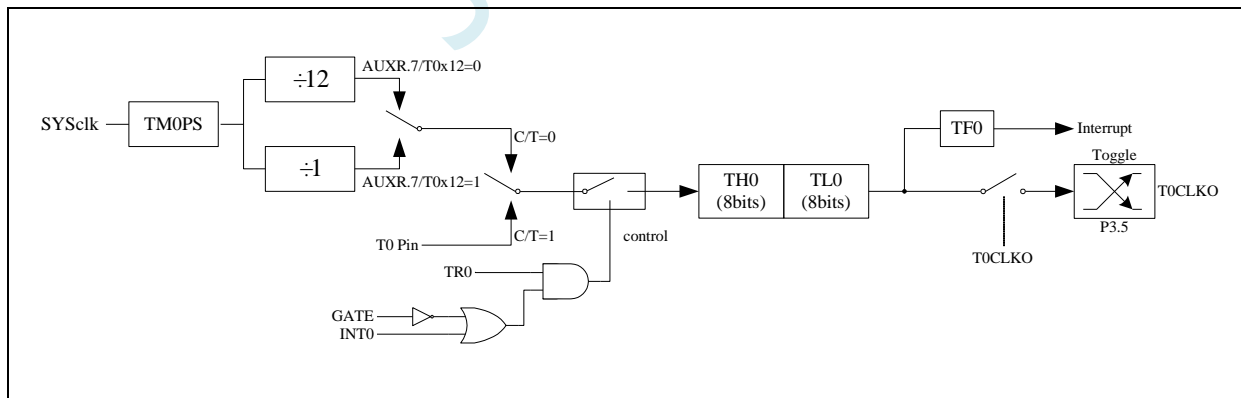 AUXR.7/T0x12=0
÷12
SYSclk
TM0PS
C/T=0
÷1
AUXR.7/T0x12=1
T0 Pin
C/T=1
control
TR0
GATE
INT0
TH0
(8bits)
TL0
(8bits)
TF0
Interrupt
Toggle
T0CLKO
P3.5
T0CLKO